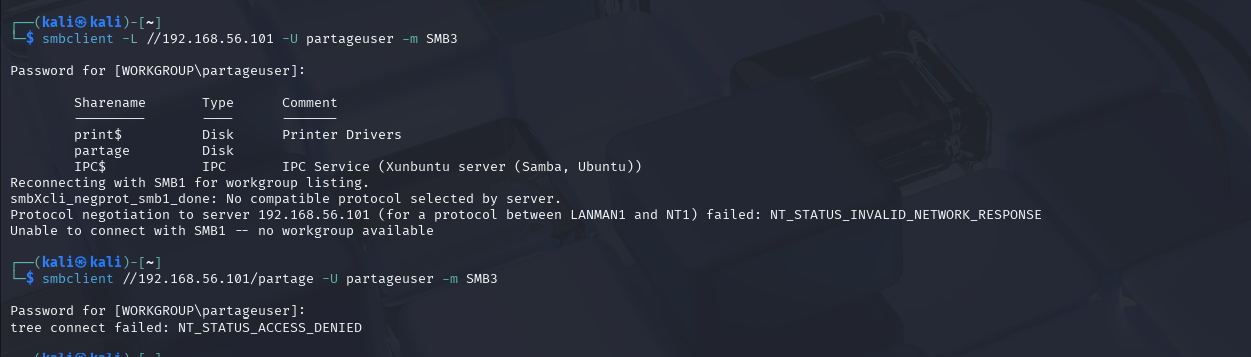 ┌──(kali㉿kali)-[~]
└─$ smbclient -L //192.168.56.101 -U partageuser -m SMB3
Password for [WORKGROUP\partageuser]:
Sharename Type Comment
--------- ---- -------
print$ Disk Printer Drivers
partage Disk
IPC$ IPC IPC Service (Xunbuntu server (Samba, Ubuntu))
Reconnecting with SMB1 for workgroup listing.
smbXcli_negprot_smb1_done: No compatible protocol selected by server.
Protocol negotiation to server 192.168.56.101 (for a protocol between LANMAN1 and NT1) failed: NT_STATUS_INVALID_NETWORK_RESPONSE
Unable to connect with SMB1 -- no workgroup available
┌──(kali㉿kali)-[~]
└─$ smbclient //192.168.56.101/partage -U partageuser -m SMB3
Password for [WORKGROUP\partageuser]:
tree connect failed: NT_STATUS_ACCESS_DENIED
┌──(kali㉿kali)-[~]